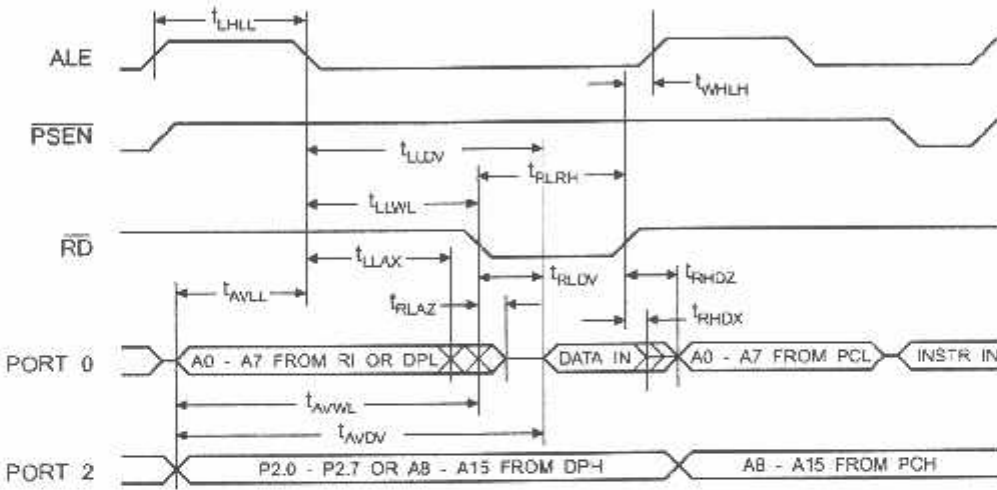 tLHLL
ALE
tWHLH
PSEN
tLLDV
tRLRH
tLLWL
RD
tLLAX
tRLDV
tRHDZ
tAVLL
tRLAZ
tRHDX
PORT 0
A0 - A7 FROM RI OR DPL
DATA IN
A0 - A7 FROM PCL
INSTR IN
tAVWL
tAVDV
PORT 2
P2.0 - P2.7 OR A8 - A15 FROM DPH
A8 - A15 FROM PCH